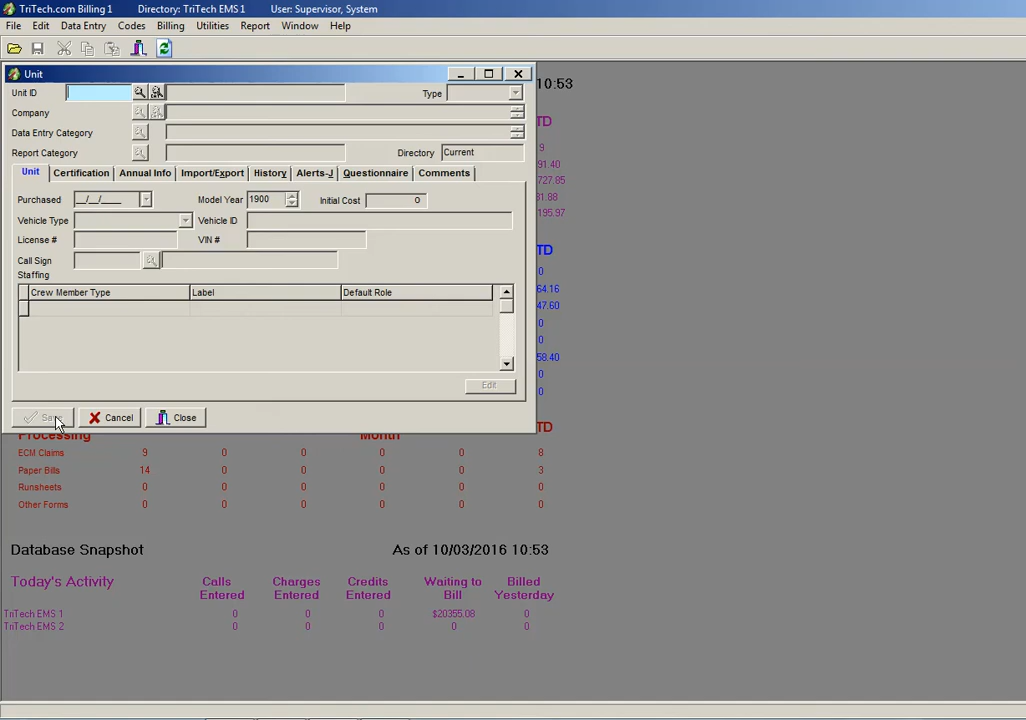 TriTech.com Billing 1 Directory: TriTech EMS 1 User: Supervisor, System
File Edit Data Entry Codes Billing Utilities Report Window Help
Unit
10:53
Unit ID Type
TD
Company
Data Entry Category
9
Report Category Directory Current
91.40
Unit Certification Annual Info Import/Export History Alerts-J Questionnaire Comments
727.85
Purchased __/__/____ Model Year 1900 Initial Cost 0
31.88
195.97
Vehicle Type Vehicle ID
License # VIN #
TD
Call Sign
0
Staffing
64.16
Crew Member Type Label Default Role
47.60
0
0
58.40
0
Edit
0
Save Cancel Close
Processing Month TD
ECM Claims 9 0 0 0 0 8
Paper Bills 14 0 0 0 0 3
Runsheets 0 0 0 0 0 0
Other Forms 0 0 0 0 0 0
Database Snapshot As of 10/03/2016 10:53
Today's Activity Calls Entered Charges Entered Credits Entered Waiting to Bill Billed Yesterday
TriTech EMS 1 0 0 0 $20355.08 0
TriTech EMS 2 0 0 0 0 0